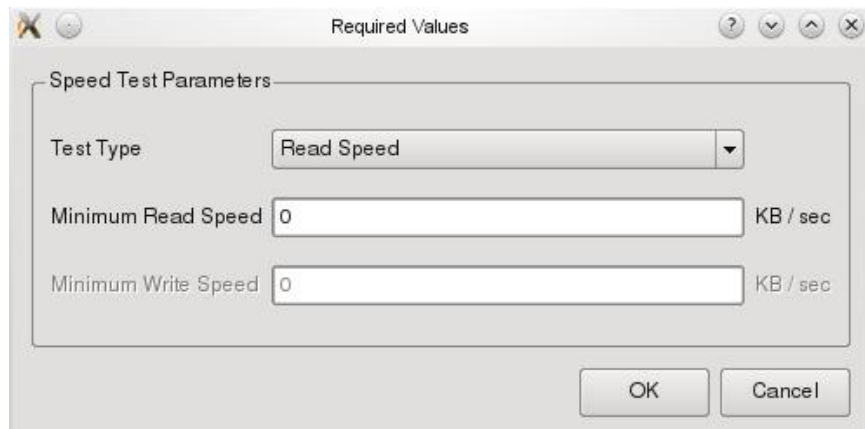 Required Values
Speed Test Parameters
Test Type Read Speed
Minimum Read Speed 0 KB / sec
Minimum Write Speed 0 KB / sec
OK Cancel